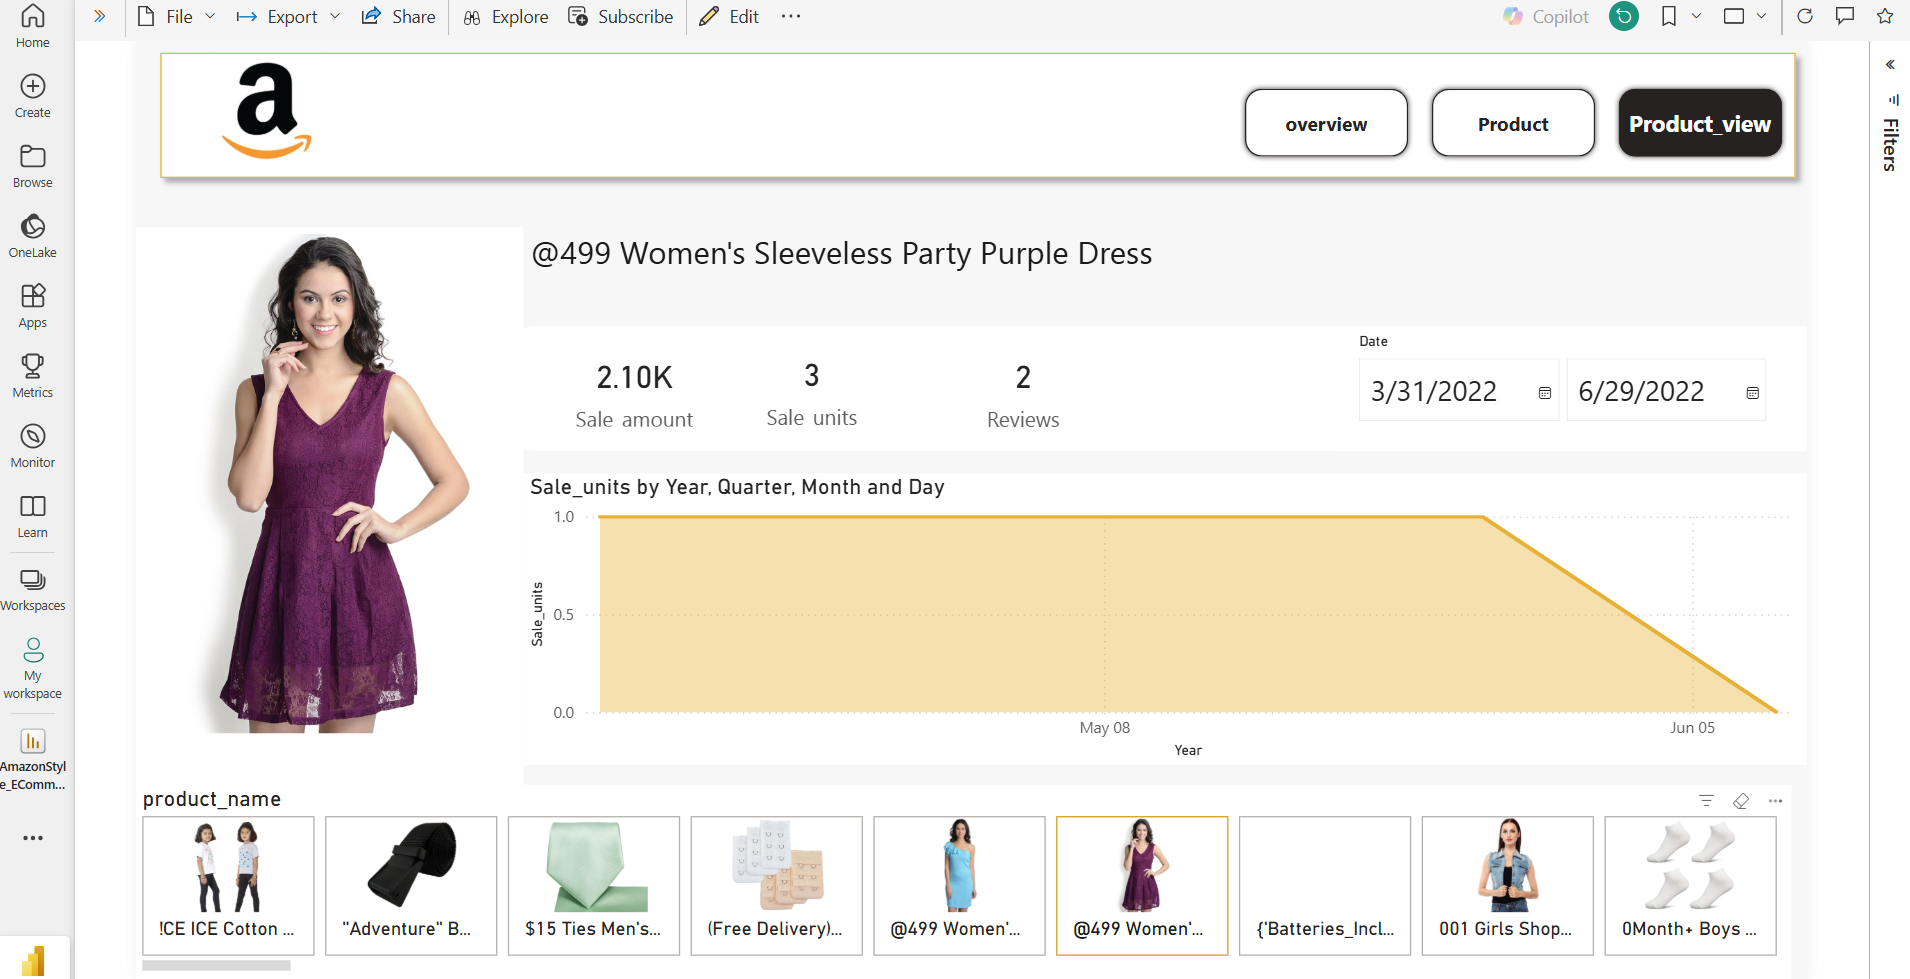 File
Export
Share
Explore
Subscribe
Edit
Copilot
Home
Create
Browse
OneLake
Apps
Metrics
Monitor
Learn
Workspaces
My
workspace
AmazonStyl
e_EComm...
a
overview
Product
Product_view
Filters
@499 Women's Sleeveless Party Purple Dress
2.10K
Sale amount
3
Sale units
2
Reviews
Date
3/31/2022
6/29/2022
Sale_units by Year, Quarter, Month and Day
1.0
0.5
0.0
Sale_units
May 08
Jun 05
Year
product_name
!CE ICE Cotton ...
"Adventure" B...
$15 Ties Men's...
(Free Delivery)...
@499 Women'...
@499 Women'...
{'Batteries_Incl...
001 Girls Shop...
0Month+ Boys ...